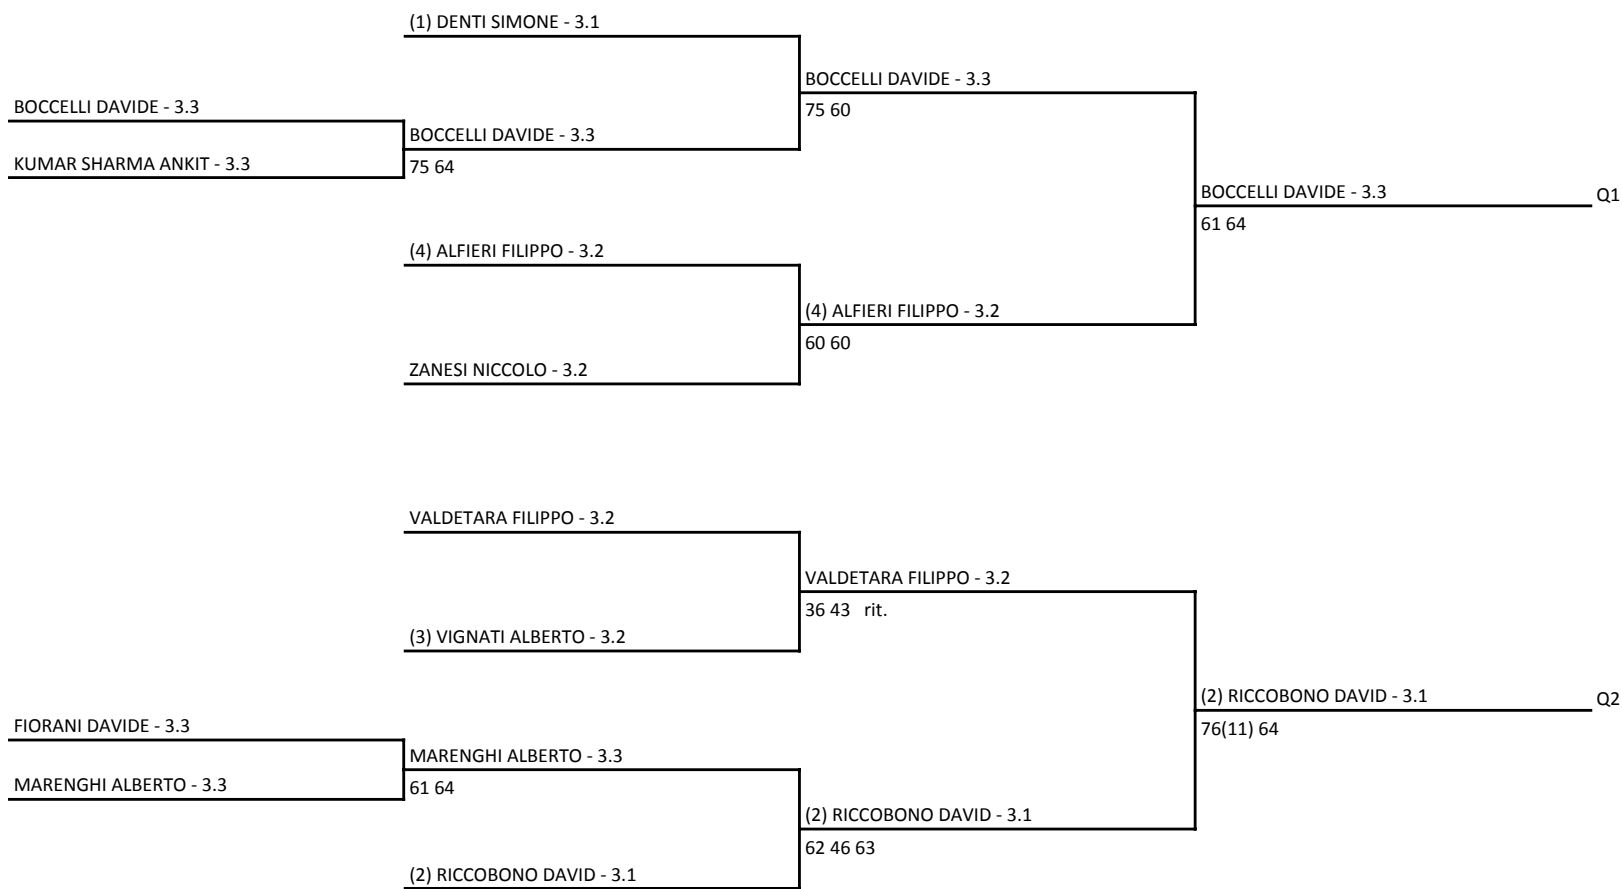 (1) DENTI SIMONE - 3.1
BOCCELLI DAVIDE - 3.3
75 60
BOCCELLI DAVIDE - 3.3
BOCCELLI DAVIDE - 3.3
75 64
KUMAR SHARMA ANKIT - 3.3
BOCCELLI DAVIDE - 3.3
Q1
61 64
(4) ALFIERI FILIPPO - 3.2
(4) ALFIERI FILIPPO - 3.2
60 60
ZANESI NICCOLO - 3.2
VALDETARA FILIPPO - 3.2
VALDETARA FILIPPO - 3.2
36 43 rit.
(3) VIGNATI ALBERTO - 3.2
(2) RICCOBONO DAVID - 3.1
Q2
76(11) 64
FIORANI DAVIDE - 3.3
MARENGHI ALBERTO - 3.3
61 64
MARENGHI ALBERTO - 3.3
(2) RICCOBONO DAVID - 3.1
62 46 63
(2) RICCOBONO DAVID - 3.1